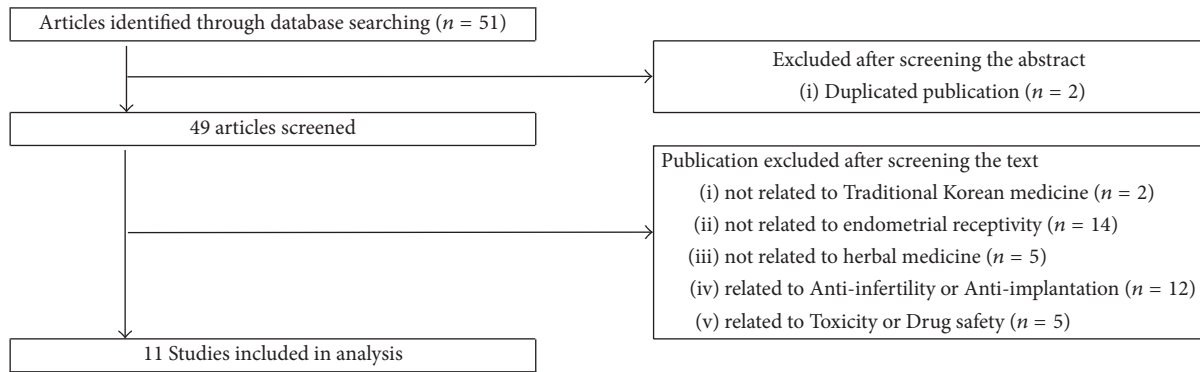 Articles identified through database searching (n = 51)
Excluded after screening the abstract
(i) Duplicated publication (n = 2)
49 articles screened
Publication excluded after screening the text
(i) not related to Traditional Korean medicine (n = 2)
(ii) not related to endometrial receptivity (n = 14)
(iii) not related to herbal medicine (n = 5)
(iv) related to Anti-infertility or Anti-implantation (n = 12)
(v) related to Toxicity or Drug safety (n = 5)
11 Studies included in analysis